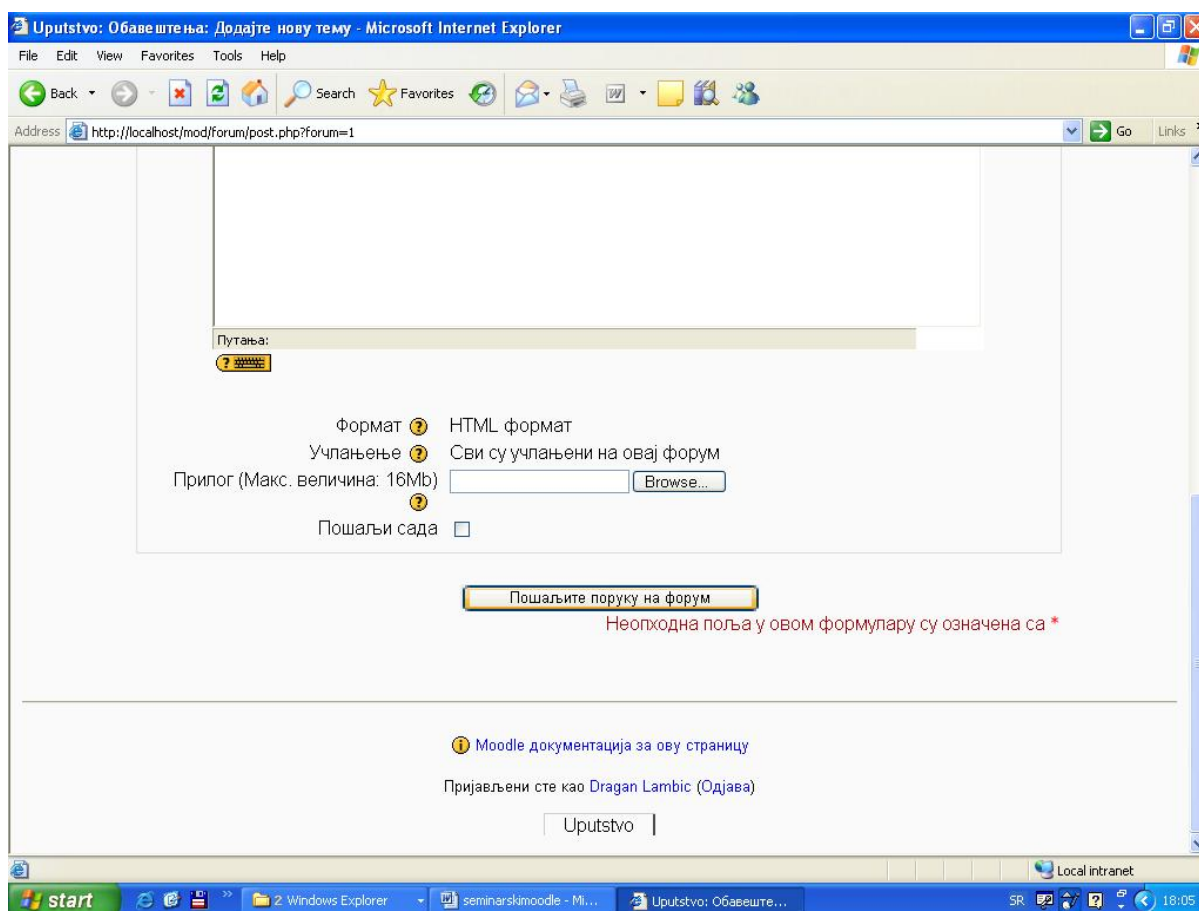 Uputstvo: Обавештења: Додајте нову тему - Microsoft Internet Explorer
File Edit View Favorites Tools Help
Back Search Favorites
Address http://localhost/mod/forum/post.php?forum=1 Go Links
Путања:
?
Формат ? HTML формат
Учлањење ? Сви су учлањени на овај форум
Прилог (Макс. величина: 16Mb) Browse...
?
Пошаљи сада
Пошаљите поруку на форум
Неопходна поља у овом формулару су означена са *
Moodle документација за ову страницу
Пријављени сте као Dragan Lambic (Одјава)
Uputstvo
Local intranet
start 2 Windows Explorer seminarskimoodle - Mi... Uputstvo: Обавеште... SR 18:05